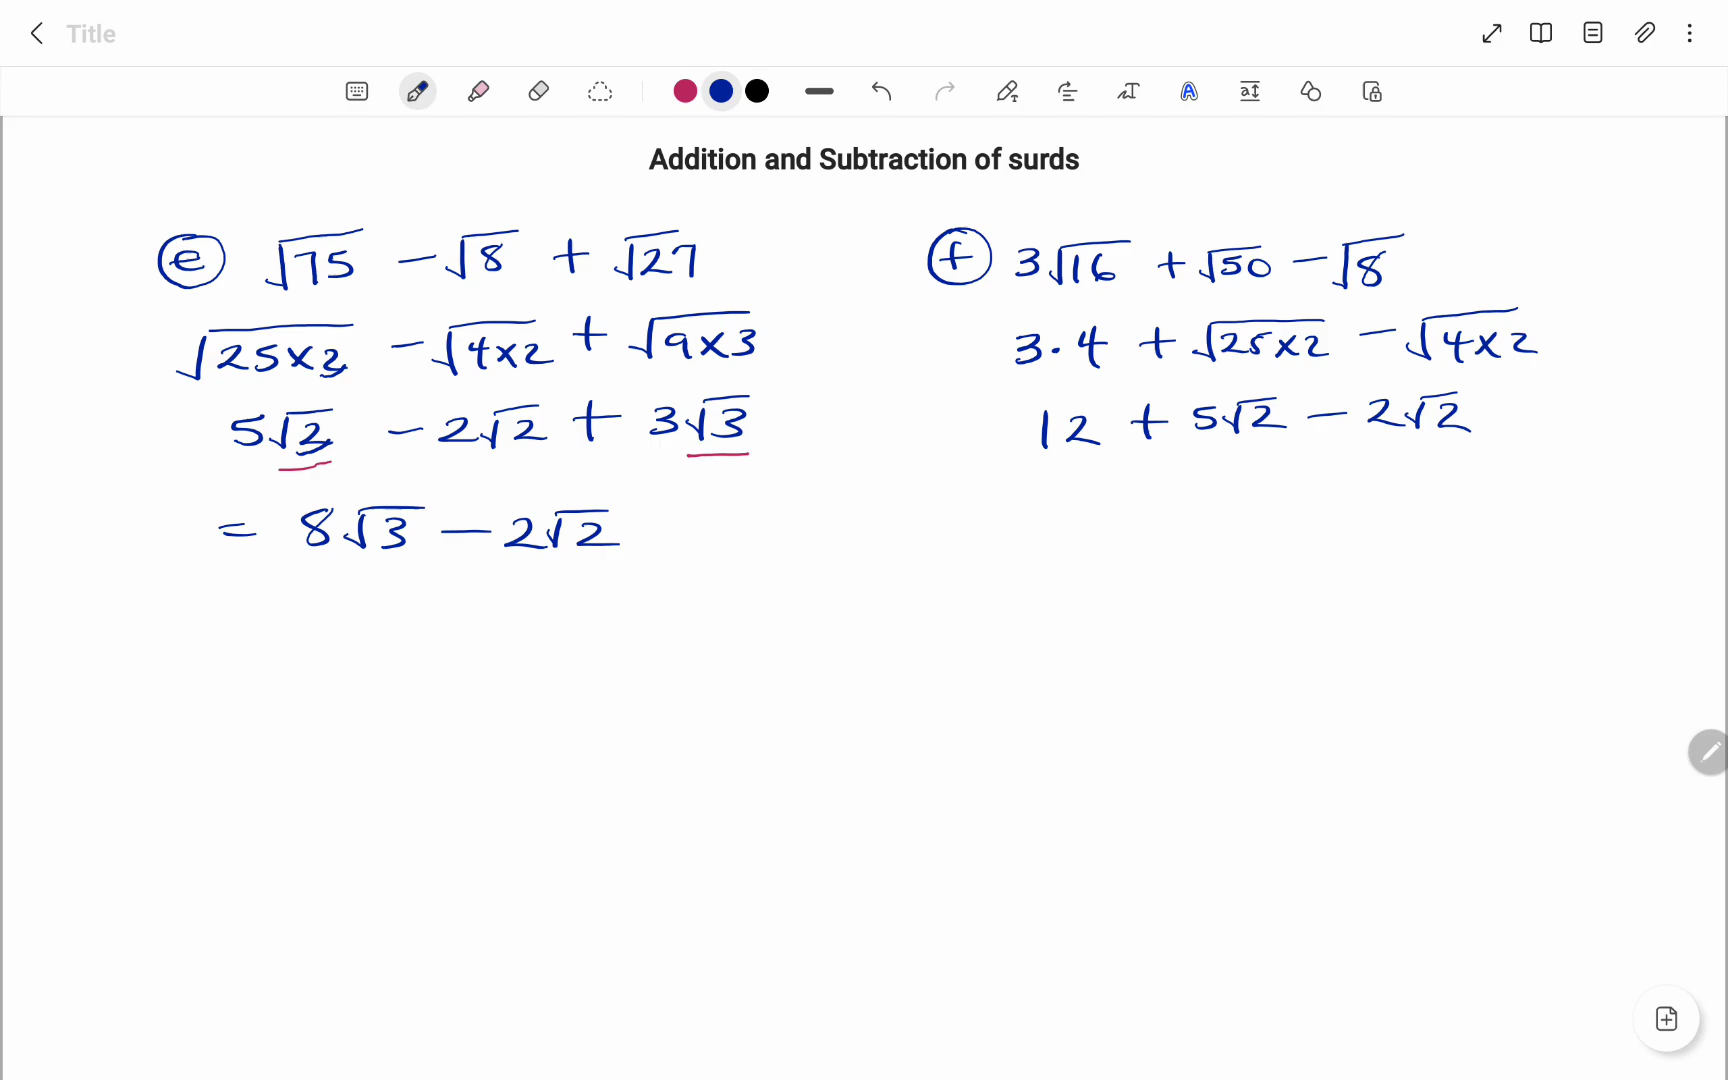 Title
Addition and Subtraction of surds
ⓔ √75 − √8 + √27
√25×3 − √4×2 + √9×3
5√3 − 2√2 + 3√3
= 8√3 − 2√2
ⓕ 3√16 + √50 − √8
3·4 + √25×2 − √4×2
12 + 5√2 − 2√2